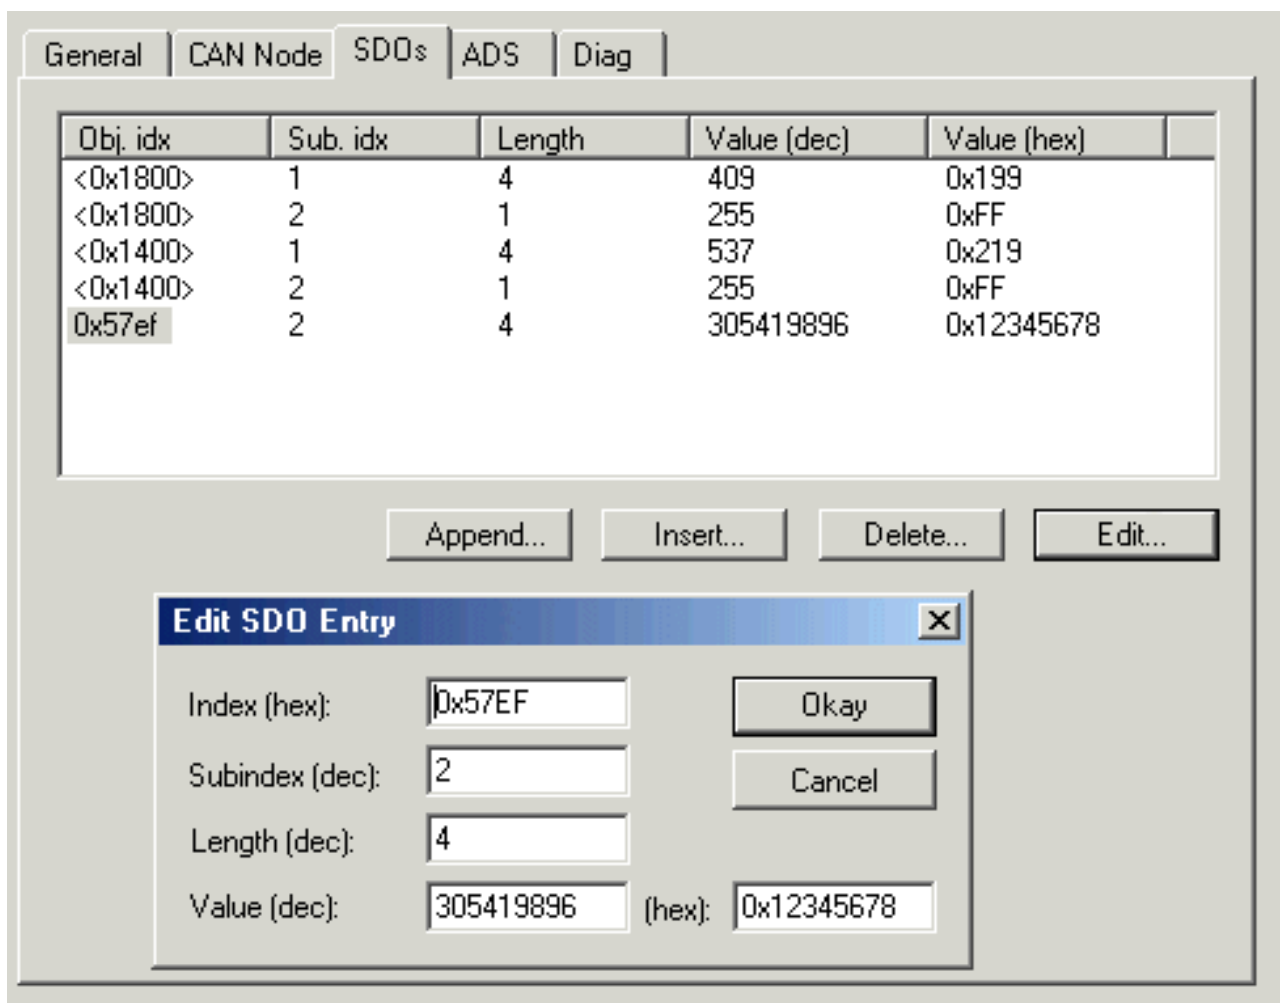 General CAN Node SDOs ADS Diag
Obj. idx Sub. idx Length Value (dec) Value (hex)
<0x1800> 1 4 409 0x199
<0x1800> 2 1 255 0xFF
<0x1400> 1 4 537 0x219
<0x1400> 2 1 255 0xFF
0x57ef 2 4 305419896 0x12345678
Append... Insert... Delete... Edit...
Edit SDO Entry
Index (hex): 0x57EF Okay
Subindex (dec): 2 Cancel
Length (dec): 4
Value (dec): 305419896 (hex): 0x12345678